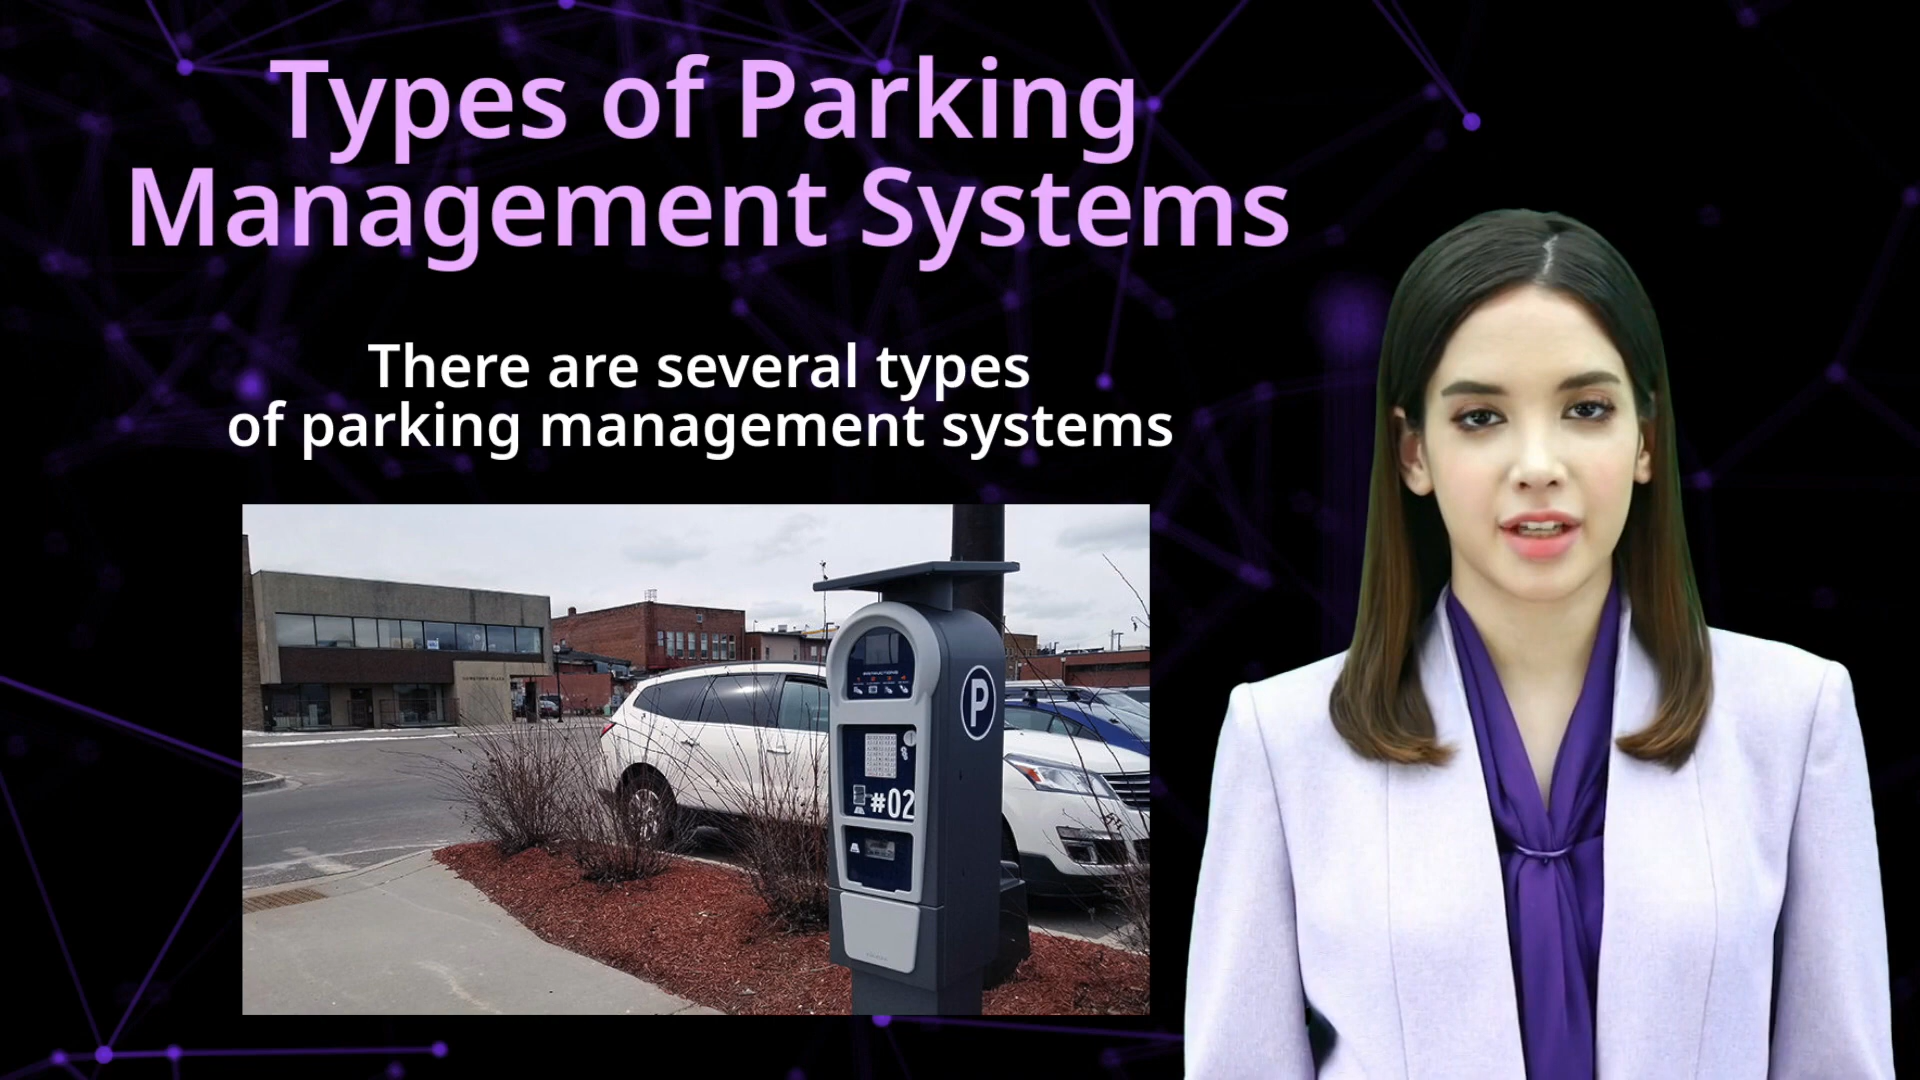 Types of Parking
Management Systems
There are several types
of parking management systems
P
#02